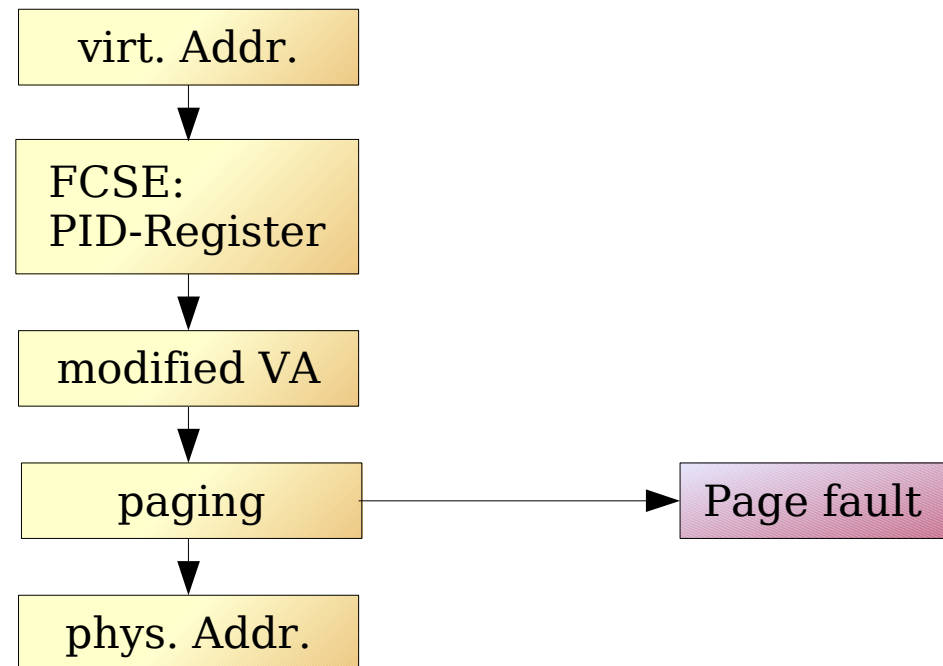 virt. Addr.
FCSE:
PID-Register
modified VA
paging
Page fault
phys. Addr.